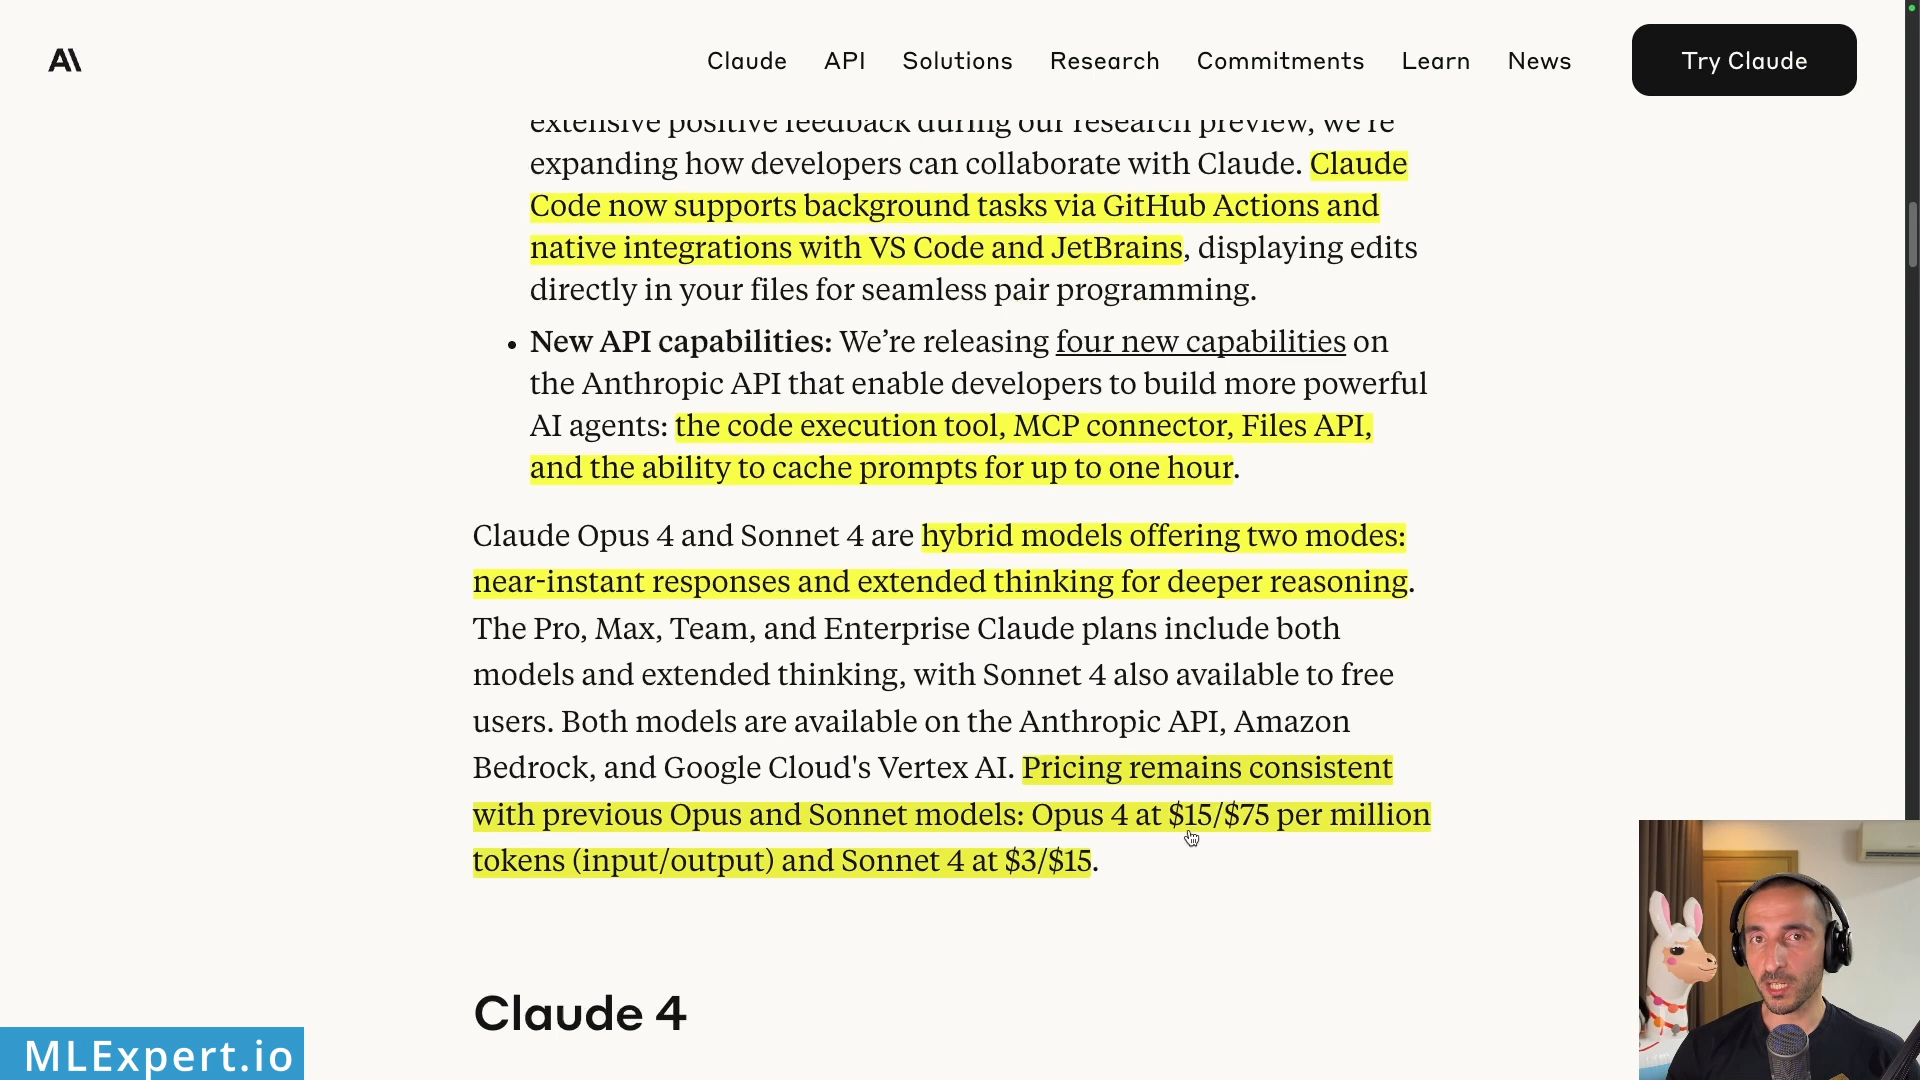 Claude API Solutions Research Commitments Learn News Try Claude
extensive positive feedback during our research preview, we're
expanding how developers can collaborate with Claude. Claude
Code now supports background tasks via GitHub Actions and
native integrations with VS Code and JetBrains, displaying edits
directly in your files for seamless pair programming.
• New API capabilities: We’re releasing four new capabilities on
the Anthropic API that enable developers to build more powerful
AI agents: the code execution tool, MCP connector, Files API,
and the ability to cache prompts for up to one hour.
Claude Opus 4 and Sonnet 4 are hybrid models offering two modes:
near-instant responses and extended thinking for deeper reasoning.
The Pro, Max, Team, and Enterprise Claude plans include both
models and extended thinking, with Sonnet 4 also available to free
users. Both models are available on the Anthropic API, Amazon
Bedrock, and Google Cloud's Vertex AI. Pricing remains consistent
with previous Opus and Sonnet models: Opus 4 at $15/$75 per million
tokens (input/output) and Sonnet 4 at $3/$15.
Claude 4
MLExpert.io